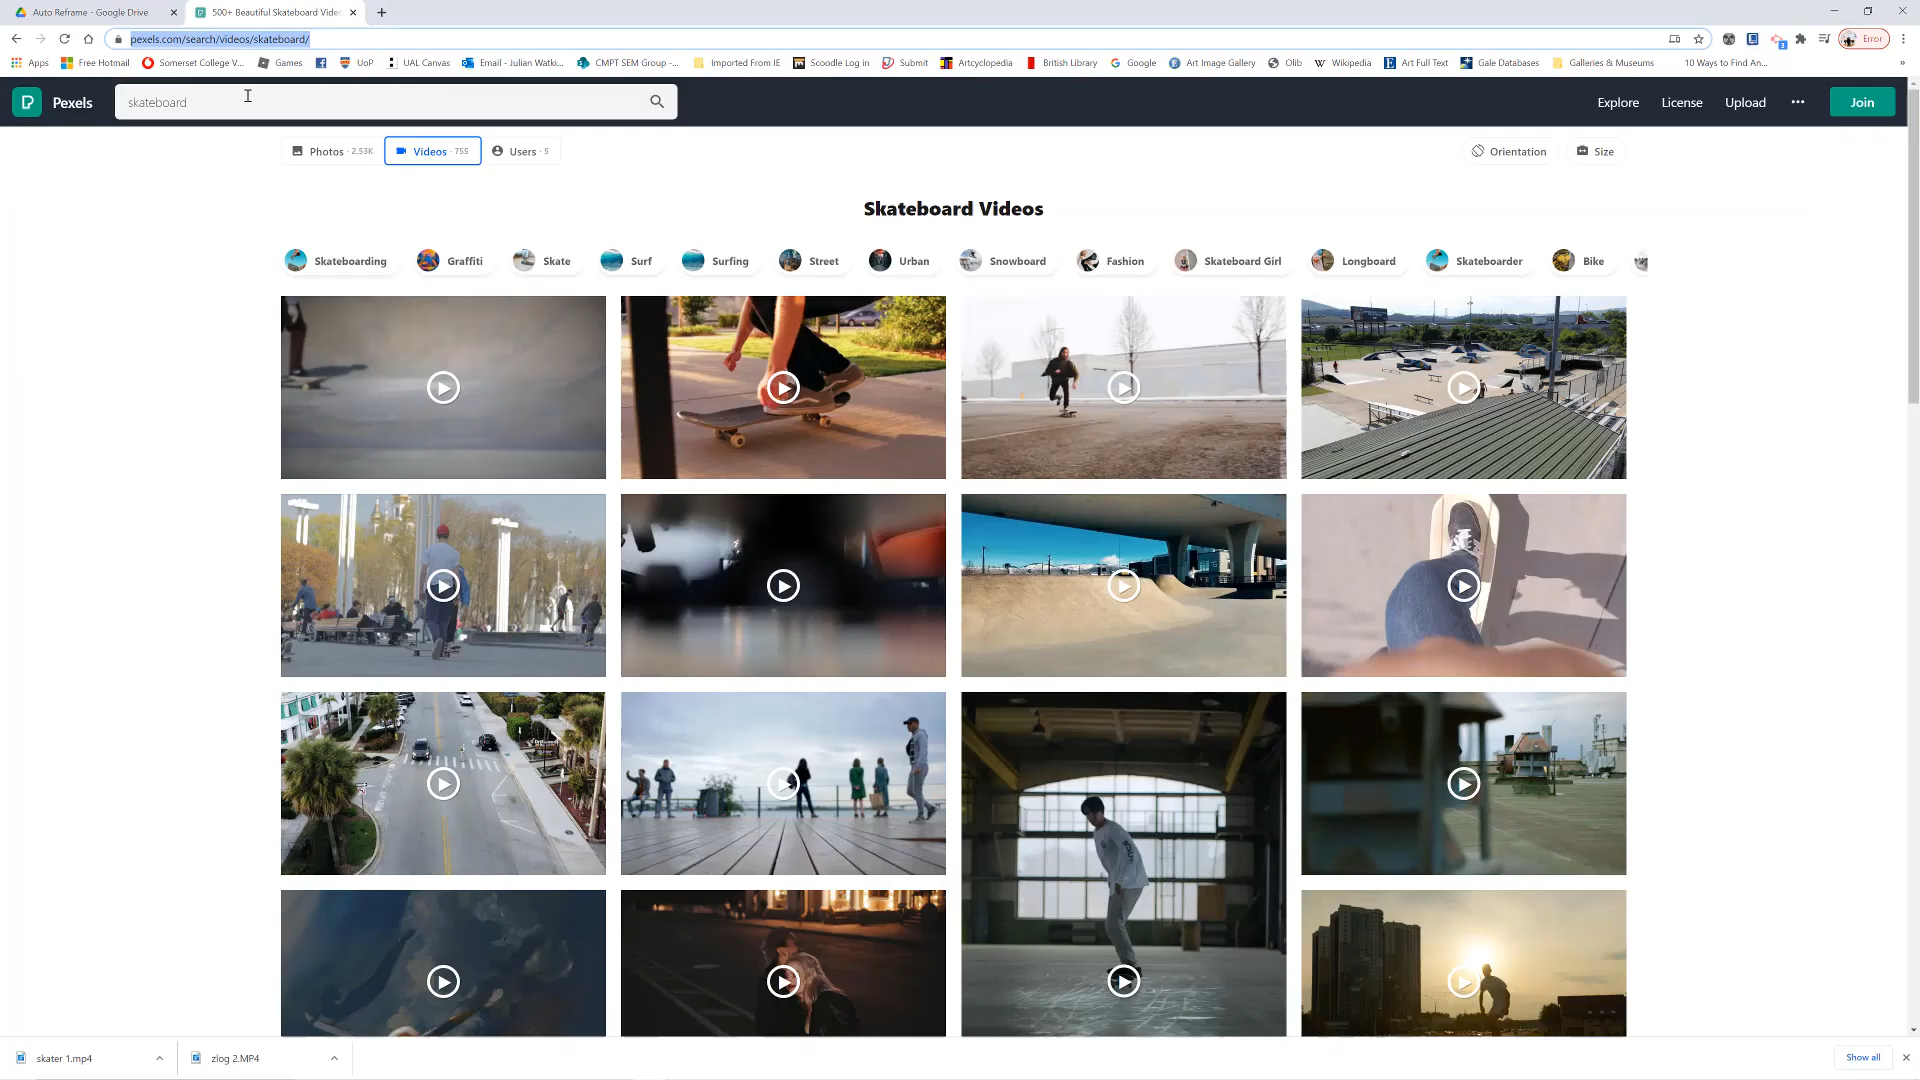 Auto Reframe - Google Drive
500+ Beautiful Skateboard Video
pexels.com/search/videos/skateboard/
Error
Apps
Free Hotmail
Somerset College V...
Games
UoP
UAL Canvas
Email - Julian Watki...
CMPT SEM Group -...
Imported From IE
Scoodle Log in
Submit
Artcyclopedia
British Library
Google
Art Image Gallery
Olib
Wikipedia
Art Full Text
Gale Databases
Galleries & Museums
10 Ways to Find An...
»
Pexels
skateboard
Explore
License
Upload
Join
Photos · 2.53K
Videos · 755
Users · 5
Orientation
Size
Skateboard Videos
Skateboarding
Graffiti
Skate
Surf
Surfing
Street
Urban
Snowboard
Fashion
Skateboard Girl
Longboard
Skateboarder
Bike
skater 1.mp4
zlog 2.MP4
Show all